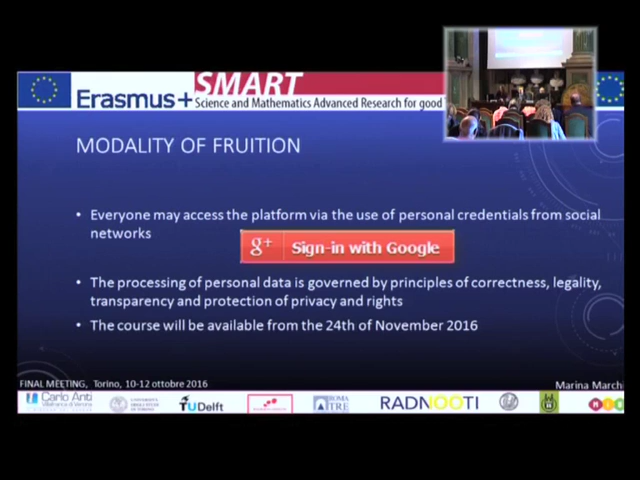 Erasmus+
SMART
Science and Mathematics Advanced Research for good
MODALITY OF FRUITION
• Everyone may access the platform via the use of personal credentials from social
networks
g+ Sign-in with Google
• The processing of personal data is governed by principles of correctness, legality,
transparency and protection of privacy and rights
• The course will be available from the 24th of November 2016
FINAL MEETING, Torino, 10-12 ottobre 2016
Marina March
Carlo Anti
TUDelft
ROMA
TRE
RADNOOTI